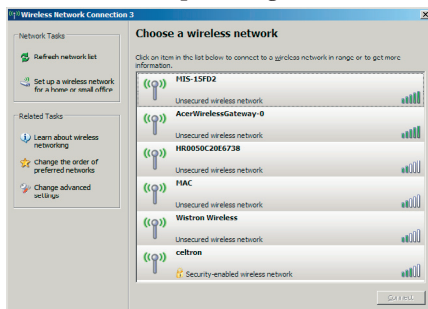 Wireless Network Connection 3
Network Tasks
Refresh network list
Set up a wireless network
for a home or small office
Related Tasks
Learn about wireless
networking
Change the order of
preferred networks
Change advanced
settings
Choose a wireless network
Click an item in the list below to connect to a wireless network in range or to get more
information.
MIS-15FD2
Unsecured wireless network
AcerWirelessGateway-0
Unsecured wireless network
HR0050C20E6738
Unsecured wireless network
MAC
Unsecured wireless network
Wistron Wireless
Unsecured wireless network
celtron
Security-enabled wireless network
Connect